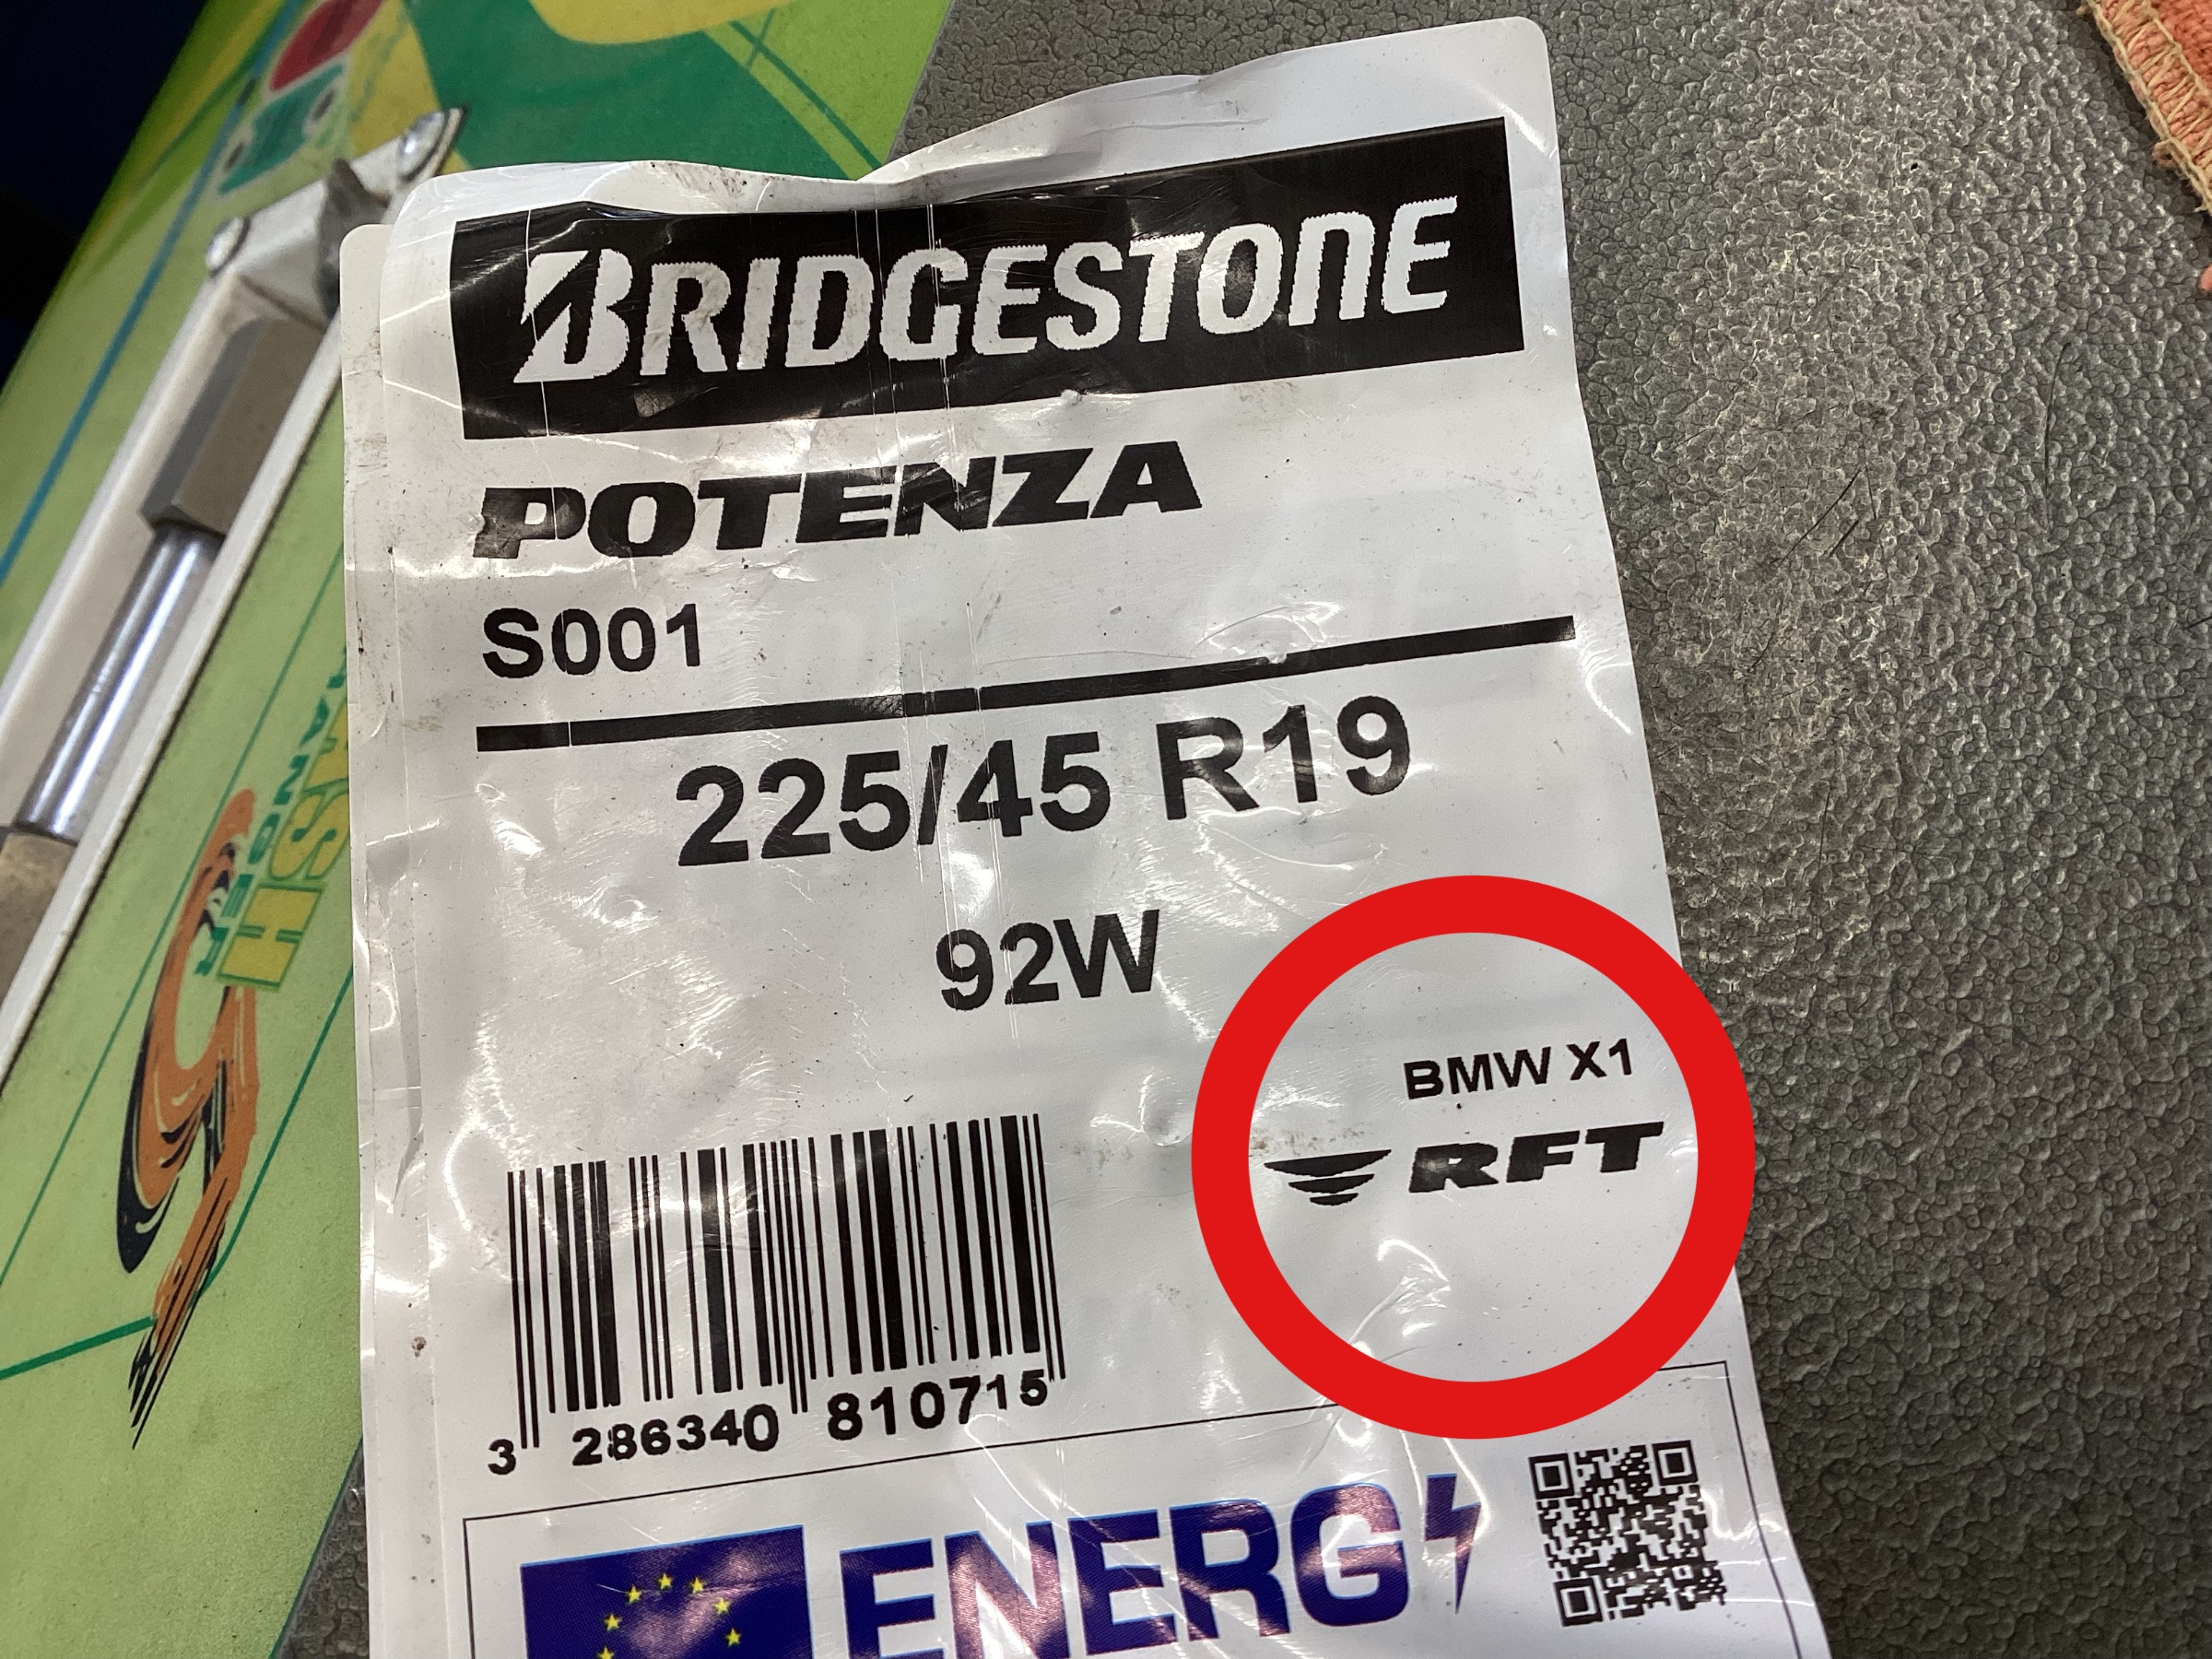 BRIDGESTONE
POTENZA
S001
225/45 R19
92W
BMW X1
RFT
3 286340 810715
ENERG